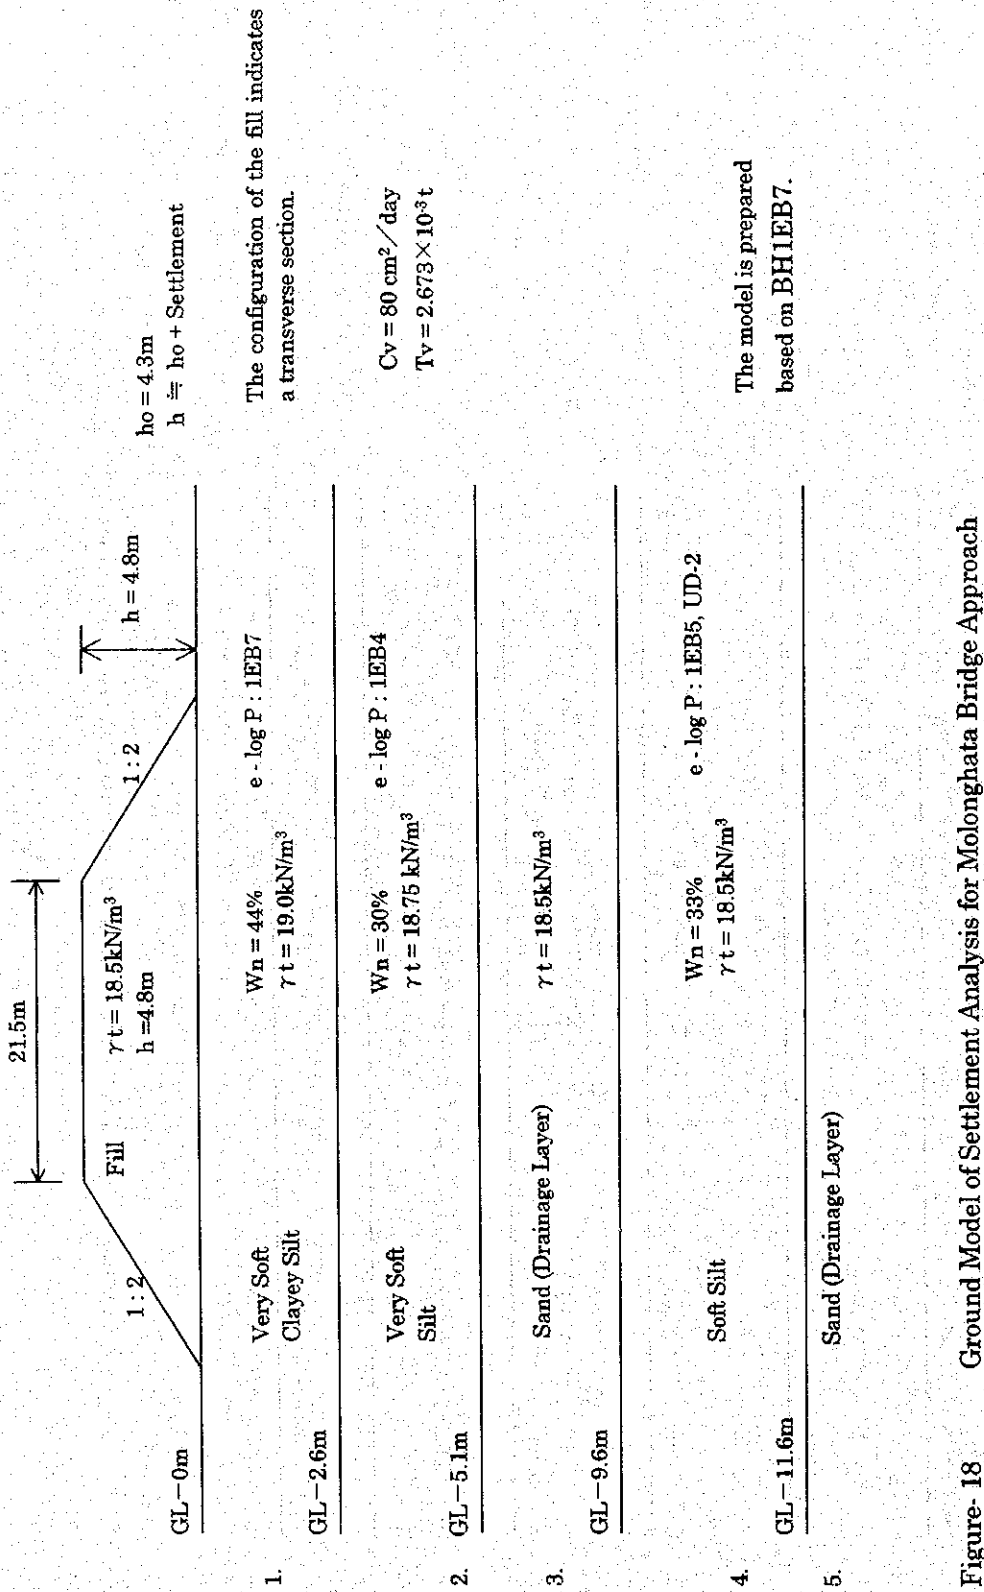 21.5m
1 : 2
Fill
γt = 18.5kN/m³
h =4.8m
1 : 2
h = 4.8m
ho = 4.3m
h ≒ ho + Settlement
GL−0m
1.
Very Soft
Clayey Silt
Wn = 44%
γt = 19.0kN/m³
e - log P : 1EB7
The configuration of the fill indicates
a transverse section.
GL−2.6m
2.
Very Soft
Silt
Wn = 30%
γt = 18.75 kN/m³
e - log P : 1EB4
Cv = 80 cm²/day
Tv = 2.673×10⁻³ t
GL−5.1m
3.
Sand (Drainage Layer)
γt = 18.5kN/m³
GL−9.6m
4.
Soft Silt
Wn = 33%
γt = 18.5kN/m³
e - log P : 1EB5, UD-2
The model is prepared
based on BH1EB7.
GL−11.6m
5.
Sand (Drainage Layer)
Figure- 18 Ground Model of Settlement Analysis for Molonghata Bridge Approach